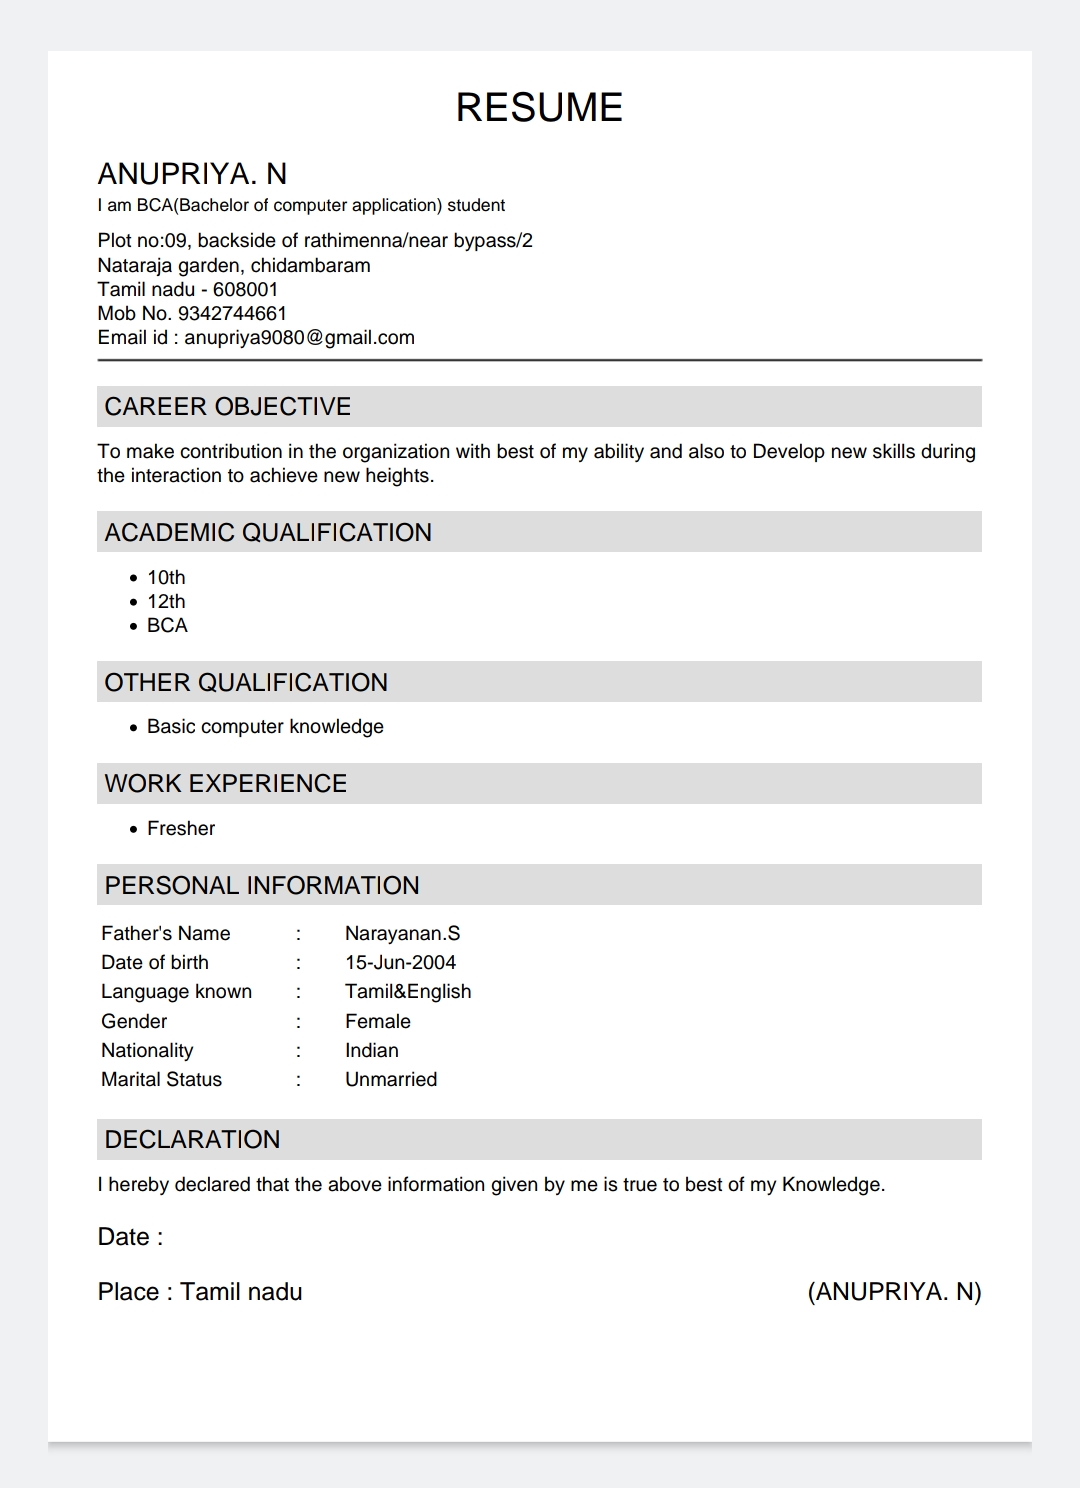 RESUME
ANUPRIYA. N
I am BCA(Bachelor of computer application) student
Plot no:09, backside of rathimenna/near bypass/2
Nataraja garden, chidambaram
Tamil nadu - 608001
Mob No. 9342744661
Email id : anupriya9080@gmail.com
CAREER OBJECTIVE
To make contribution in the organization with best of my ability and also to Develop new skills during
the interaction to achieve new heights.
ACADEMIC QUALIFICATION
• 10th
• 12th
• BCA
OTHER QUALIFICATION
• Basic computer knowledge
WORK EXPERIENCE
• Fresher
PERSONAL INFORMATION
Father's Name : Narayanan.S
Date of birth : 15-Jun-2004
Language known : Tamil&English
Gender : Female
Nationality : Indian
Marital Status : Unmarried
DECLARATION
I hereby declared that the above information given by me is true to best of my Knowledge.
Date :
Place : Tamil nadu (ANUPRIYA. N)